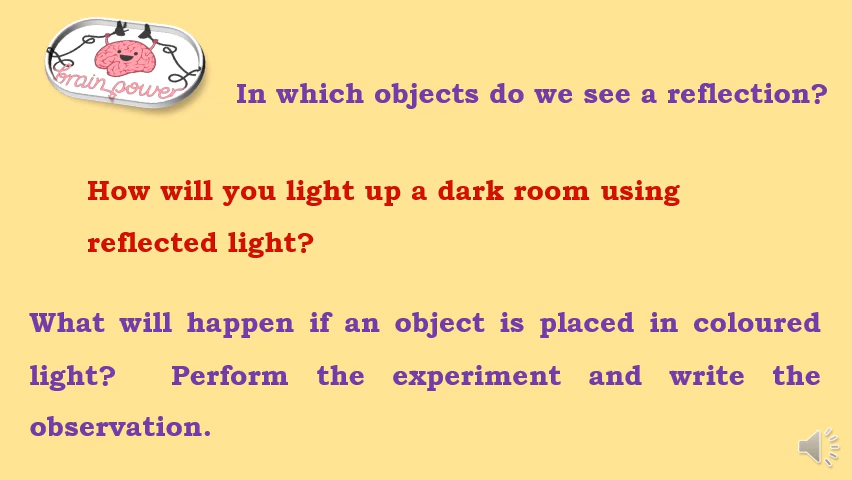 brain power
In which objects do we see a reflection?
How will you light up a dark room using
reflected light?
What will happen if an object is placed in coloured
light? Perform the experiment and write the
observation.